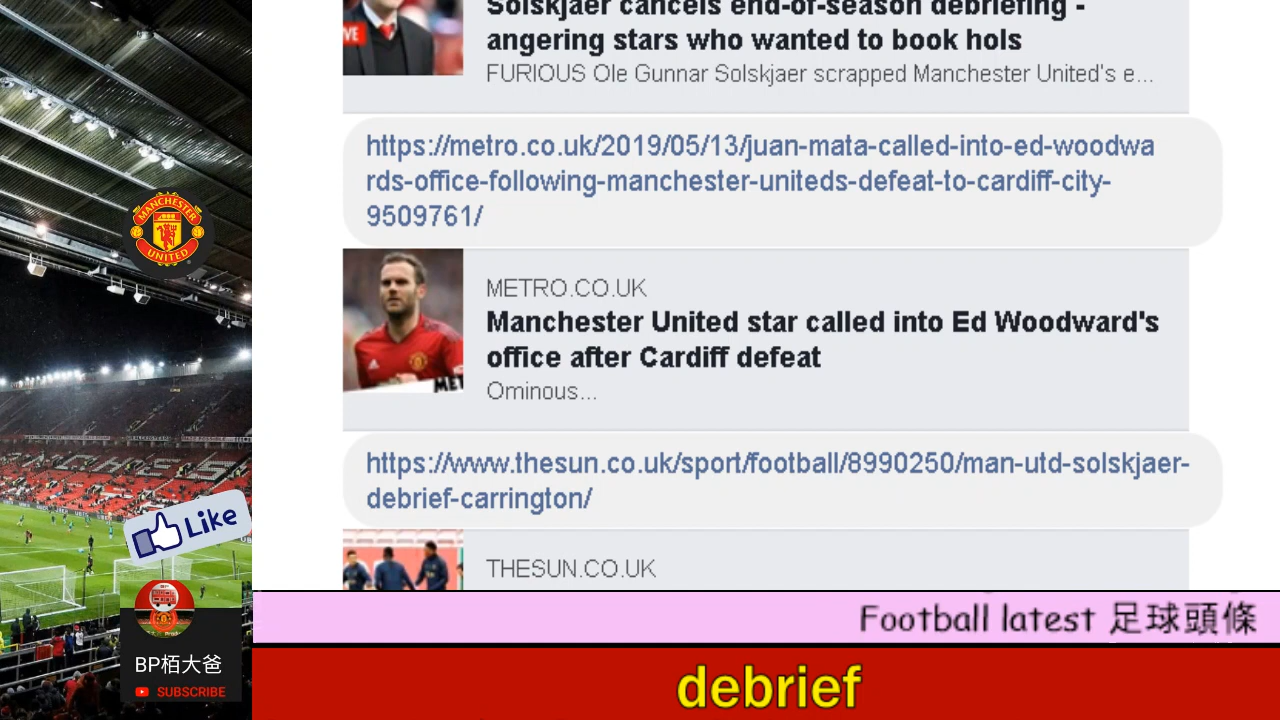 Solskjaer cancels end-of-season debriefing -
angering stars who wanted to book hols
FURIOUS Ole Gunnar Solskjaer scrapped Manchester United's e...
VE
https://metro.co.uk/2019/05/13/juan-mata-called-into-ed-woodwa
rds-office-following-manchester-uniteds-defeat-to-cardiff-city-
9509761/
MANCHESTER
UNITED
METRO.CO.UK
Manchester United star called into Ed Woodward's
office after Cardiff defeat
Ominous...
MET
https://www.thesun.co.uk/sport/football/8990250/man-utd-solskjaer-
debrief-carrington/
Like
THESUN.CO.UK
Football latest 足球頭條
BP栢大爸
SUBSCRIBE
debrief